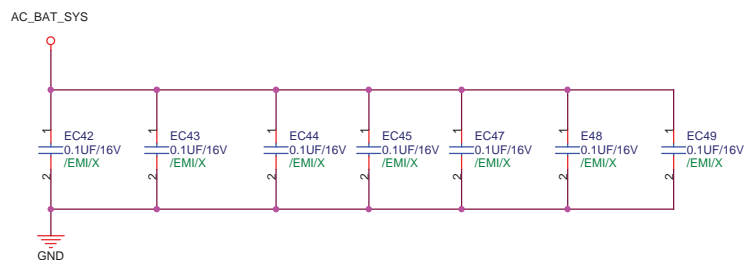 AC_BAT_SYS
1
EC42
0.1UF/16V
/EMI/X
2
1
EC43
0.1UF/16V
/EMI/X
2
1
EC44
0.1UF/16V
/EMI/X
2
1
EC45
0.1UF/16V
/EMI/X
2
1
EC47
0.1UF/16V
/EMI/X
2
1
E48
0.1UF/16V
/EMI/X
2
1
EC49
0.1UF/16V
/EMI/X
2
GND